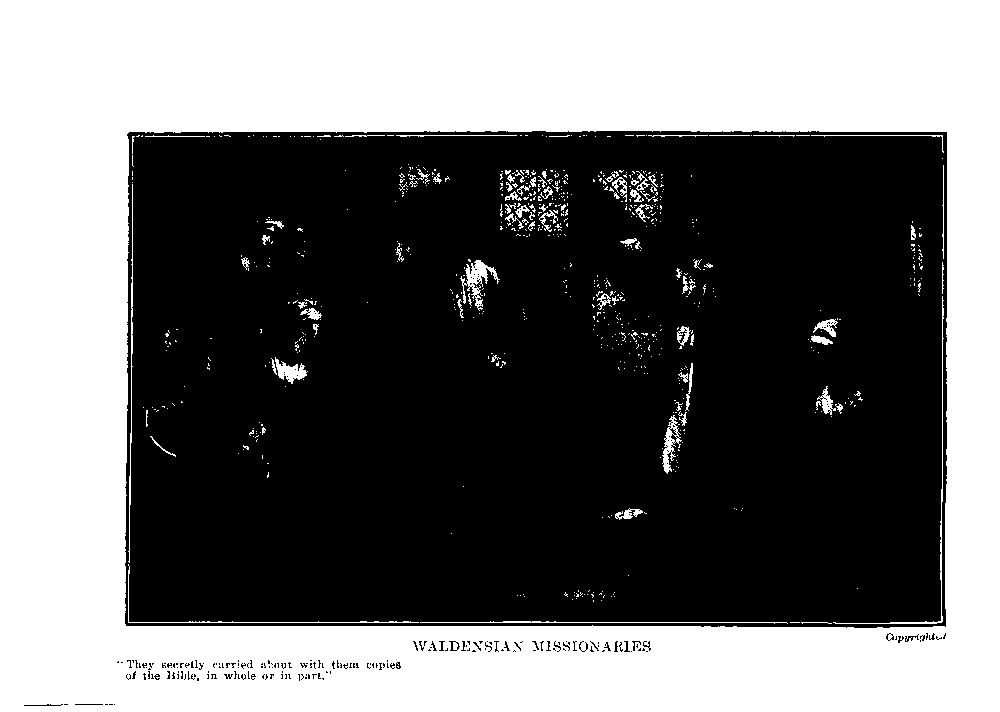 Copyrighted
WALDENSIAN MISSIONARIES
"They secretly carried about with them copies
of the Bible, in whole or in part."